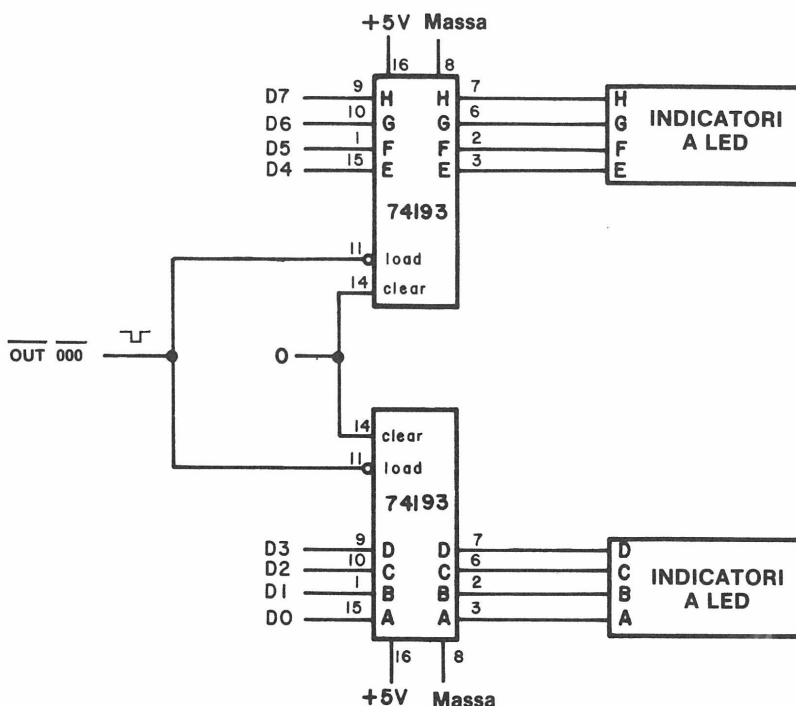 +5V Massa
16 8
D7 9 H H 7 H
D6 10 G G 6 G
D5 1 F F 2 F
D4 15 E E 3 E
INDICATORI
A LED
74193
11 load
14 clear
OUT 000
0
14 clear
11 load
74193
D3 9 D D 7 D
D2 10 C C 6 C
D1 1 B B 2 B
D0 15 A A 3 A
INDICATORI
A LED
16 8
+5V Massa